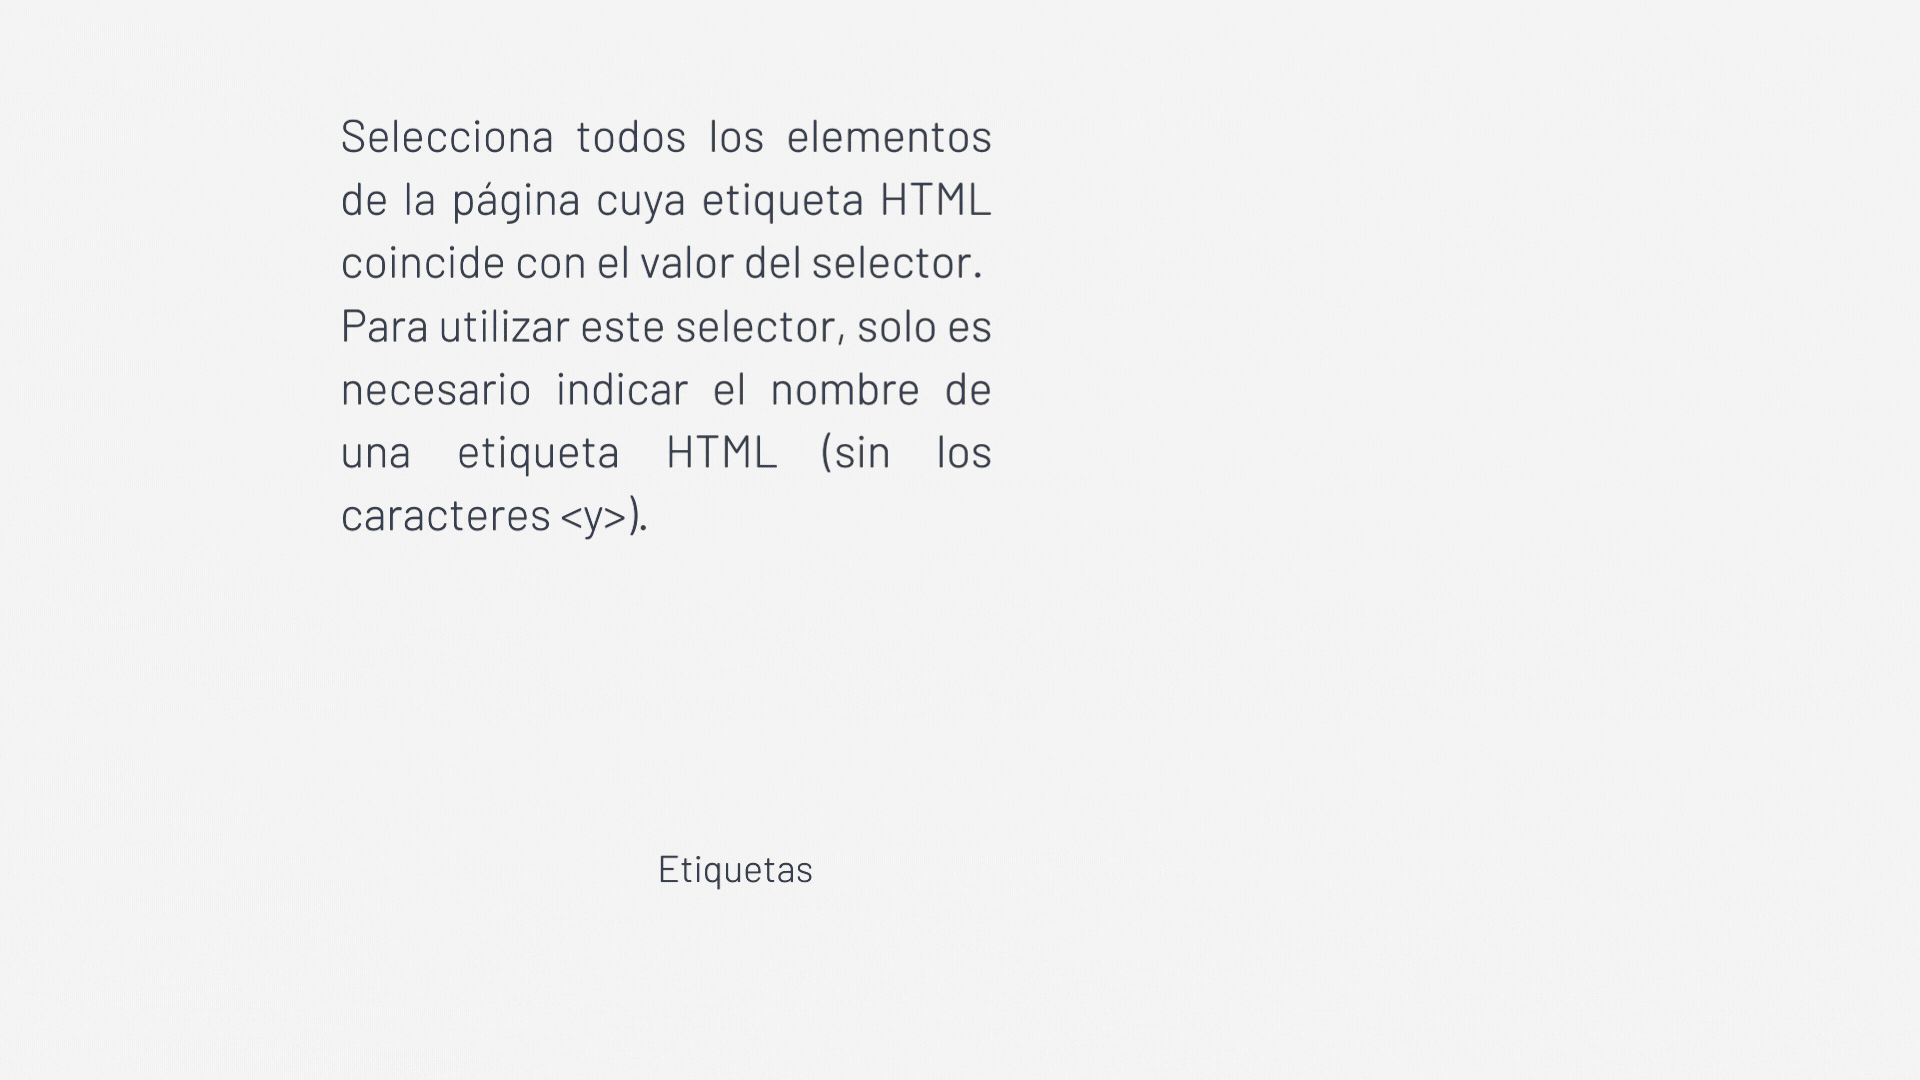 Selecciona todos los elementos
de la página cuya etiqueta HTML
coincide con el valor del selector.
Para utilizar este selector, solo es
necesario indicar el nombre de
una etiqueta HTML (sin los
caracteres <y>).
Etiquetas